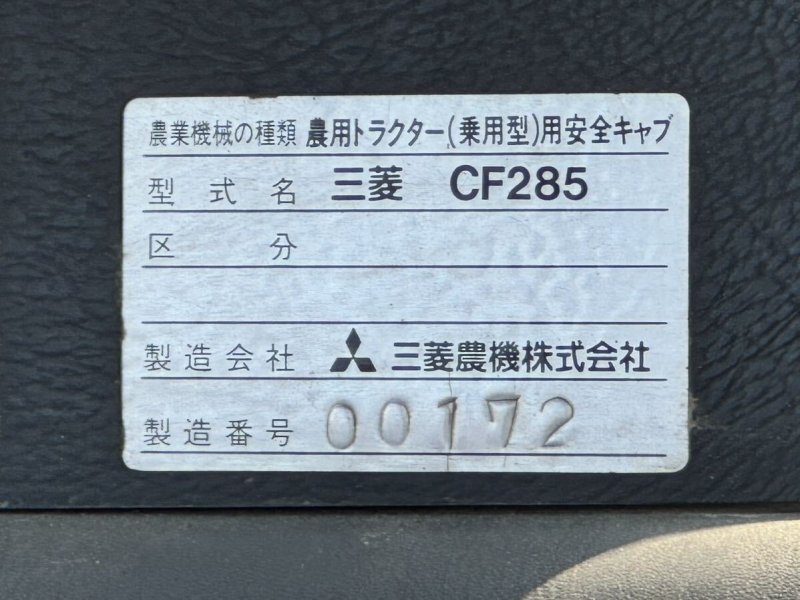 農業機械の種類 農用トラクター(乗用型)用安全キャブ
型式名 三菱 CF285
区分
製造会社 三菱農機株式会社
製造番号 00172